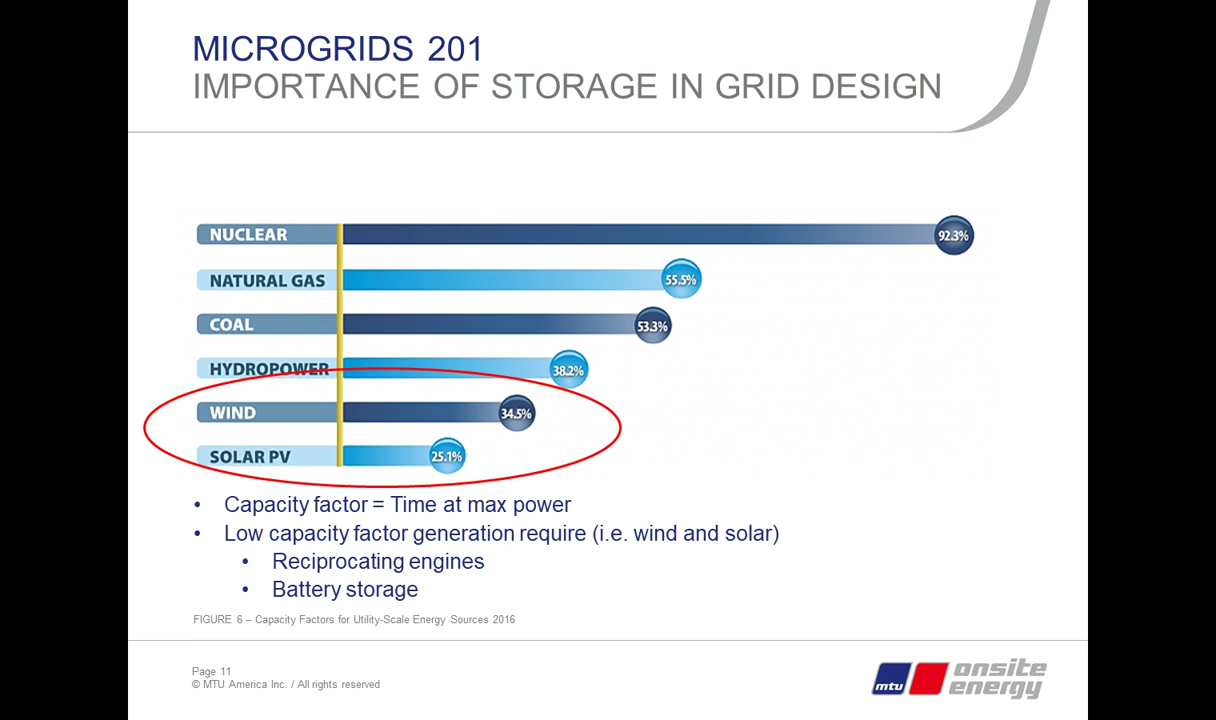 MICROGRIDS 201
IMPORTANCE OF STORAGE IN GRID DESIGN
NUCLEAR 92.3%
NATURAL GAS 55.5%
COAL 53.3%
HYDROPOWER 38.2%
WIND 34.5%
SOLAR PV 25.1%
• Capacity factor = Time at max power
• Low capacity factor generation require (i.e. wind and solar)
• Reciprocating engines
• Battery storage
FIGURE 6 – Capacity Factors for Utility-Scale Energy Sources 2016
Page 11
© MTU America Inc. / All rights reserved
mtu
onsite
energy